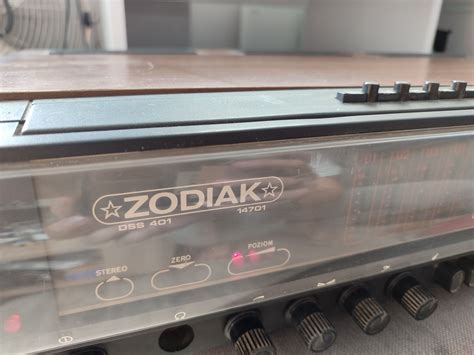 ☆ZODIAK☆
DSS 401 14701
STEREO ZERO POZIOM